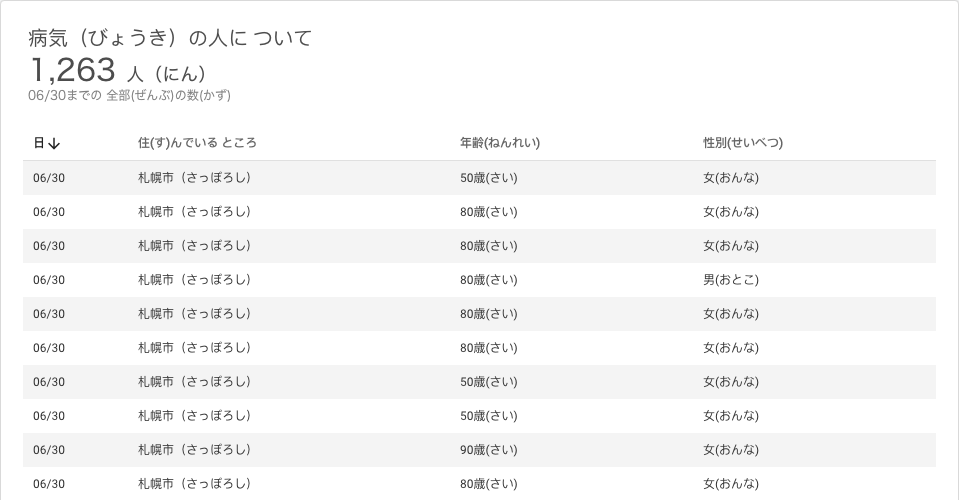 病気（びょうき）の人に ついて
1,263 人（にん）
06/30までの 全部(ぜんぶ)の数(かず)
日↓ 住(す)んでいる ところ 年齢(ねんれい) 性別(せいべつ)
06/30 札幌市（さっぽろし） 50歳(さい) 女(おんな)
06/30 札幌市（さっぽろし） 80歳(さい) 女(おんな)
06/30 札幌市（さっぽろし） 80歳(さい) 女(おんな)
06/30 札幌市（さっぽろし） 80歳(さい) 男(おとこ)
06/30 札幌市（さっぽろし） 80歳(さい) 女(おんな)
06/30 札幌市（さっぽろし） 80歳(さい) 女(おんな)
06/30 札幌市（さっぽろし） 50歳(さい) 女(おんな)
06/30 札幌市（さっぽろし） 50歳(さい) 女(おんな)
06/30 札幌市（さっぽろし） 90歳(さい) 女(おんな)
06/30 札幌市（さっぽろし） 80歳(さい) 女(おんな)